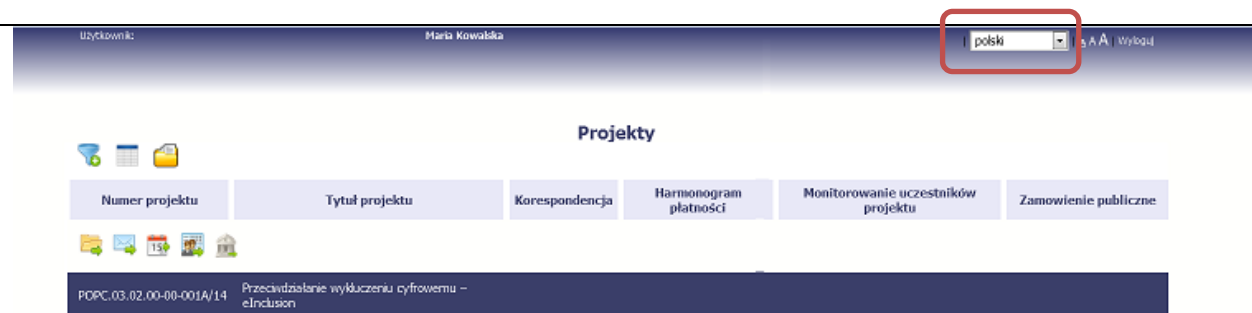 Użytkownik: Maria Kowalska | polski | A A A | Wyloguj
Projekty
Numer projektu Tytuł projektu Korespondencja Harmonogram płatności Monitorowanie uczestników projektu Zamowienie publiczne
15
POPC.03.02.00-00-001A/14 Przeciwdziałanie wykluczeniu cyfrowemu –
eInclusion